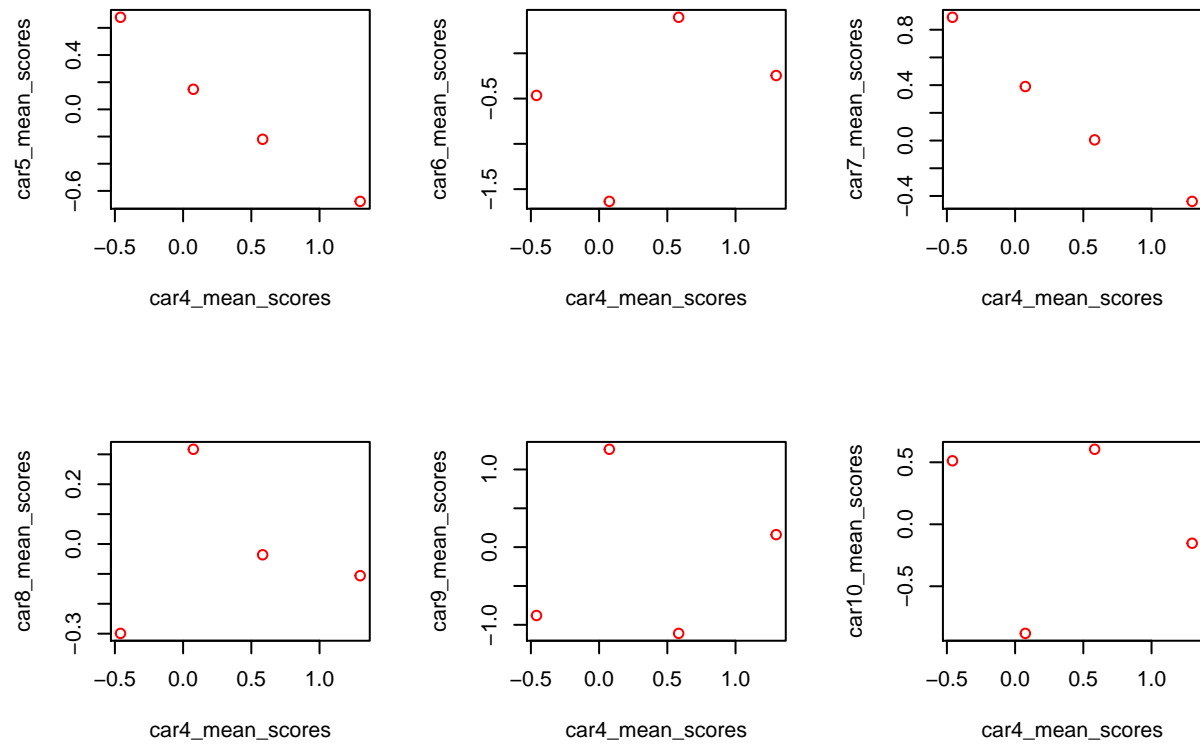 car5_mean_scores
0.4
0.0
−0.6
−0.5 0.0 0.5 1.0
car4_mean_scores
car6_mean_scores
−0.5
−1.5
−0.5 0.0 0.5 1.0
car4_mean_scores
car7_mean_scores
0.8
0.4
0.0
−0.4
−0.5 0.0 0.5 1.0
car4_mean_scores
car8_mean_scores
0.2
0.0
−0.3
−0.5 0.0 0.5 1.0
car4_mean_scores
car9_mean_scores
1.0
0.0
−1.0
−0.5 0.0 0.5 1.0
car4_mean_scores
car10_mean_scores
0.5
0.0
−0.5
−0.5 0.0 0.5 1.0
car4_mean_scores